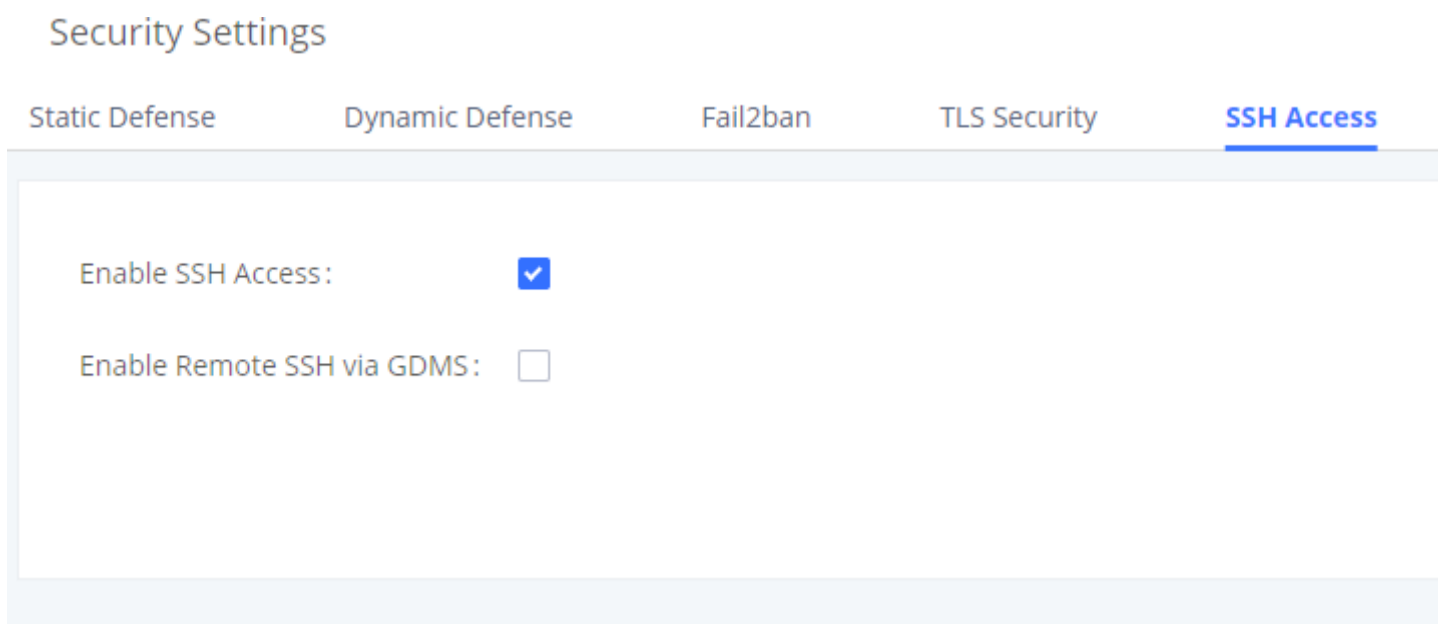 Security Settings
Static Defense Dynamic Defense Fail2ban TLS Security SSH Access
Enable SSH Access:
Enable Remote SSH via GDMS: